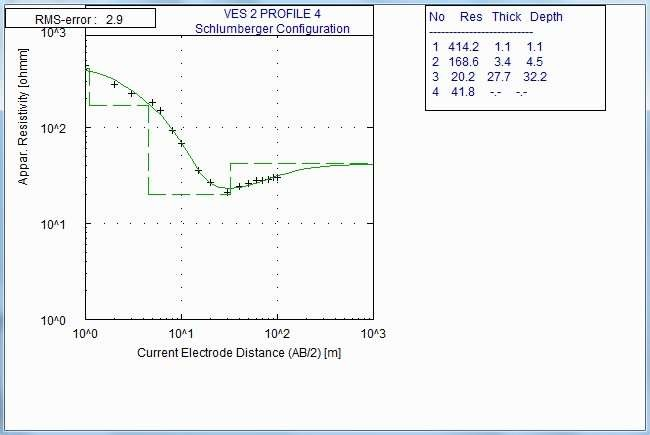 RMS-error : 2.9
VES 2 PROFILE 4
Schlumberger Configuration
No Res Thick Depth
--------------------------
1 414.2 1.1 1.1
2 168.6 3.4 4.5
3 20.2 27.7 32.2
4 41.8 -.- -.-
10^3
10^2
10^1
10^0
Appar. Resistivity [ohmm]
10^0 10^1 10^2 10^3
Current Electrode Distance (AB/2) [m]